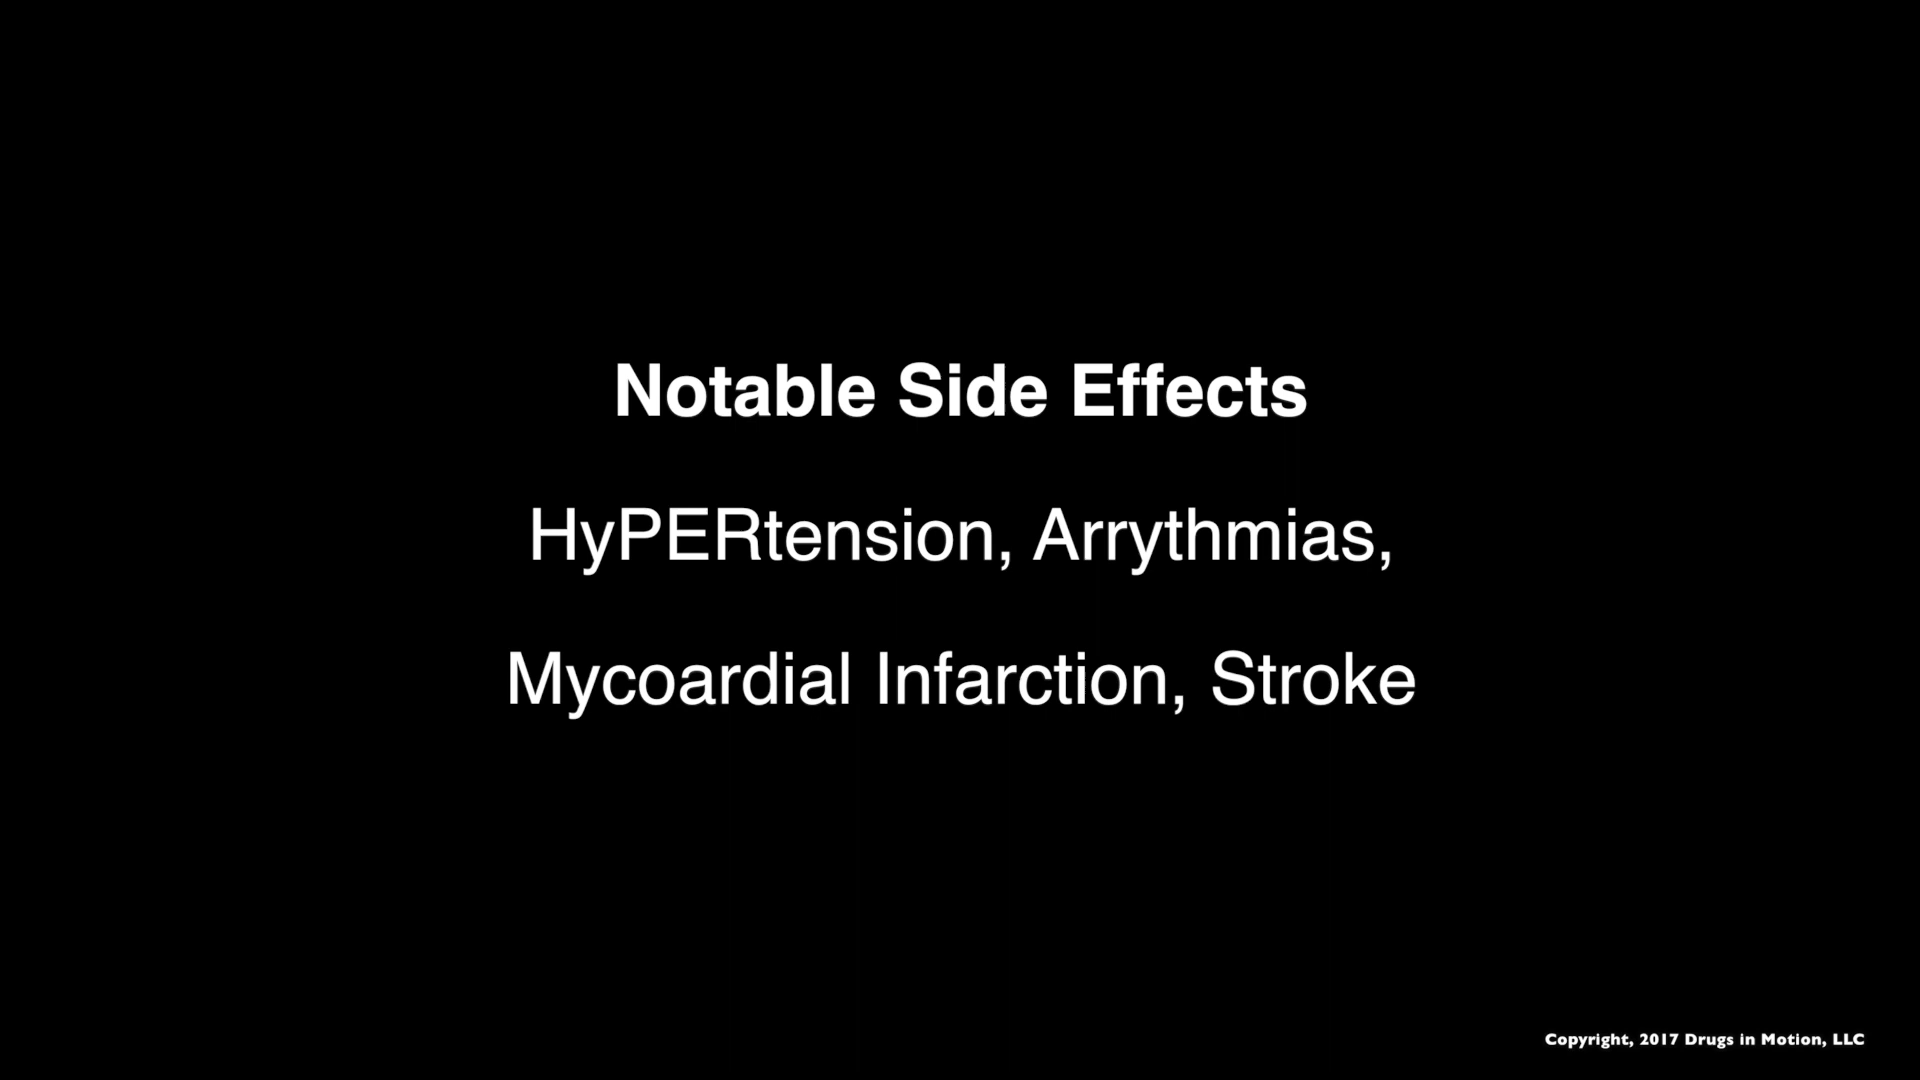 Notable Side Effects
HyPERtension, Arrythmias,
Mycoardial Infarction, Stroke
Copyright, 2017 Drugs in Motion, LLC